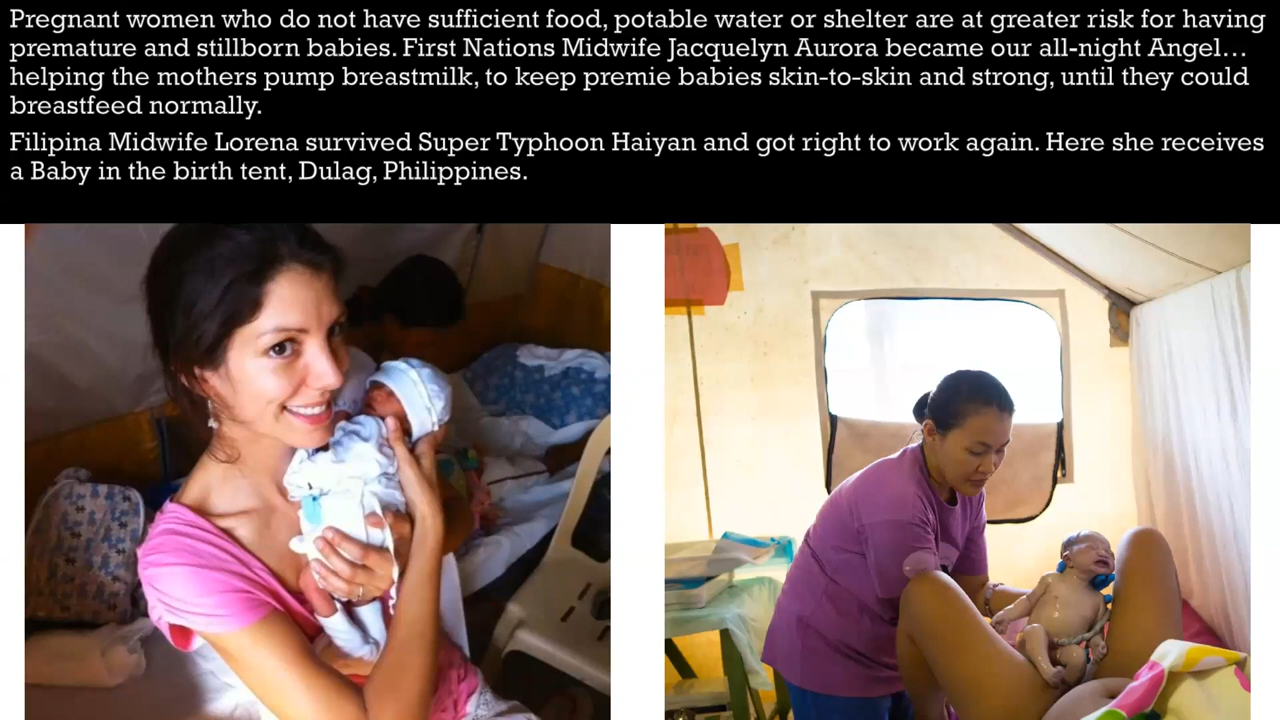 Pregnant women who do not have sufficient food, potable water or shelter are at greater risk for having
premature and stillborn babies. First Nations Midwife Jacquelyn Aurora became our all-night Angel…
helping the mothers pump breastmilk, to keep premie babies skin-to-skin and strong, until they could
breastfeed normally.
Filipina Midwife Lorena survived Super Typhoon Haiyan and got right to work again. Here she receives
a Baby in the birth tent, Dulag, Philippines.